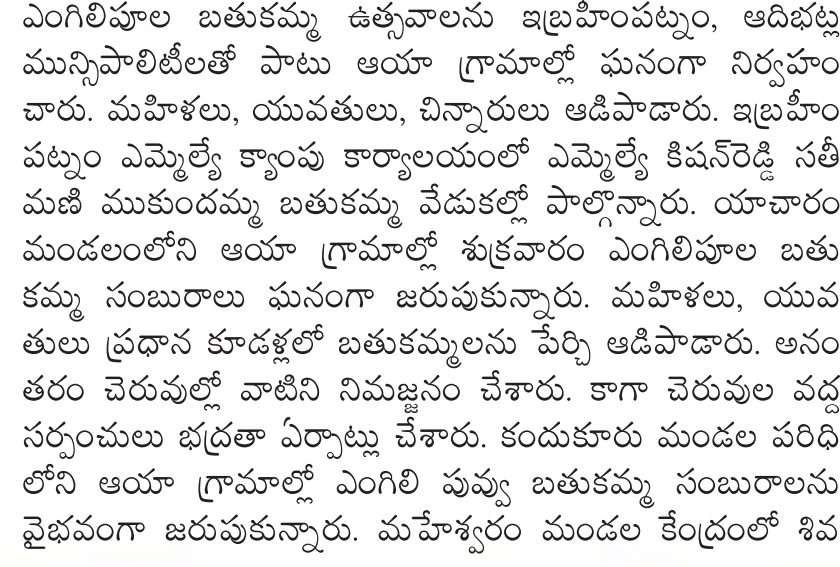 ఎంగిలిపూల బతుకమ్మ ఉత్సవాలను ఇబ్రహీంపట్నం, ఆదిభట్ల
మున్సిపాలిటీలతో పాటు ఆయా గ్రామాల్లో ఘనంగా నిర్వహిం
చారు. మహిళలు, యువతులు, చిన్నారులు ఆడిపాడారు. ఇబ్రహీం
పట్నం ఎమ్మెల్యే క్యాంపు కార్యాలయంలో ఎమ్మెల్యే కిషన్‌రెడ్డి సతీ
మణి ముకుందమ్మ బతుకమ్మ వేడుకల్లో పాల్గొన్నారు. యాచారం
మండలంలోని ఆయా గ్రామాల్లో శుక్రవారం ఎంగిలిపూల బతు
కమ్మ సంబురాలు ఘనంగా జరుపుకున్నారు. మహిళలు, యువ
తులు ప్రధాన కూడళ్లలో బతుకమ్మలను పేర్చి ఆడిపాడారు. అనం
తరం చెరువుల్లో వాటిని నిమజ్జనం చేశారు. కాగా చెరువుల వద్ద
సర్పంచులు భద్రతా ఏర్పాట్లు చేశారు. కందుకూరు మండల పరిధి
లోని ఆయా గ్రామాల్లో ఎంగిలి పువ్వు బతుకమ్మ సంబురాలను
వైభవంగా జరుపుకున్నారు. మహేశ్వరం మండల కేంద్రంలో శివ